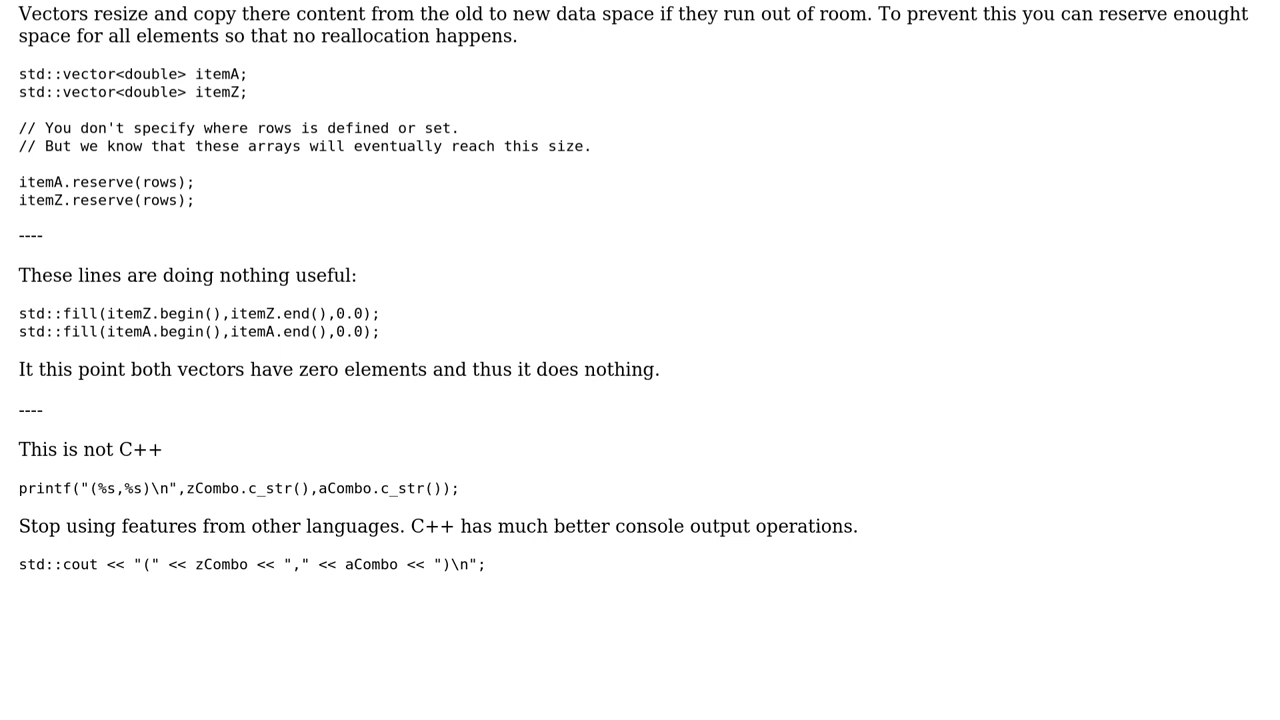 Vectors resize and copy there content from the old to new data space if they run out of room. To prevent this you can reserve enought
space for all elements so that no reallocation happens.
std::vector<double> itemA;
std::vector<double> itemZ;
// You don't specify where rows is defined or set.
// But we know that these arrays will eventually reach this size.
itemA.reserve(rows);
itemZ.reserve(rows);
----
These lines are doing nothing useful:
std::fill(itemZ.begin(),itemZ.end(),0.0);
std::fill(itemA.begin(),itemA.end(),0.0);
It this point both vectors have zero elements and thus it does nothing.
----
This is not C++
printf("(%s,%s)\n",zCombo.c_str(),aCombo.c_str());
Stop using features from other languages. C++ has much better console output operations.
std::cout << "(" << zCombo << "," << aCombo << ")\n";